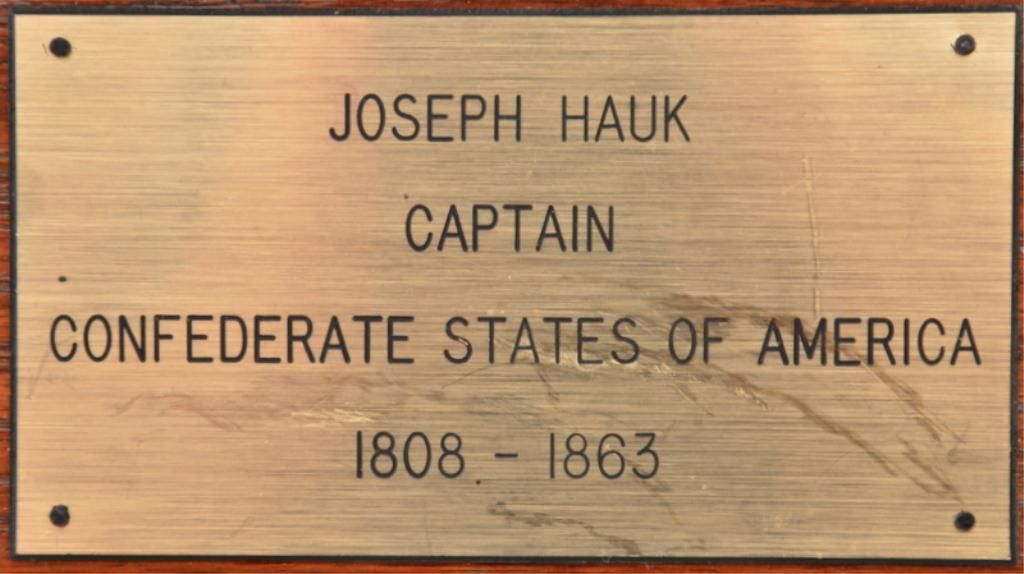 JOSEPH HAUK
CAPTAIN
CONFEDERATE STATES OF AMERICA
1808 - 1863